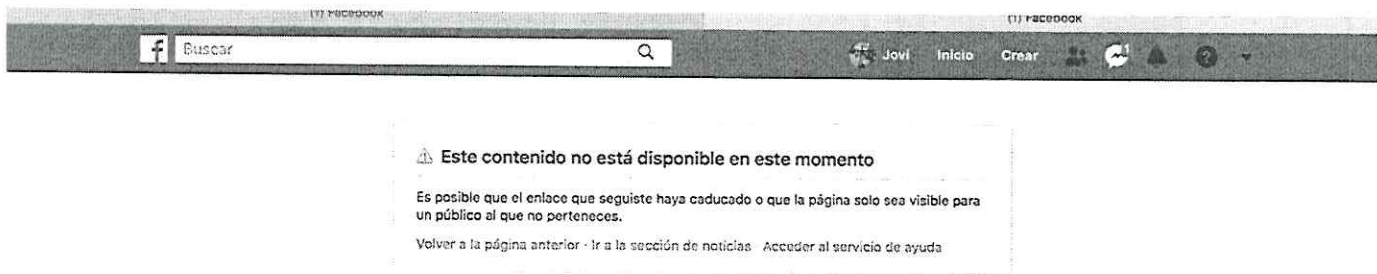 (1) Facebook
(1) Facebook
f Buscar
Jovi Inicio Crear 1
Este contenido no está disponible en este momento
Es posible que el enlace que seguiste haya caducado o que la página solo sea visible para
un público al que no perteneces.
Volver a la página anterior · Ir a la sección de noticias · Acceder al servicio de ayuda